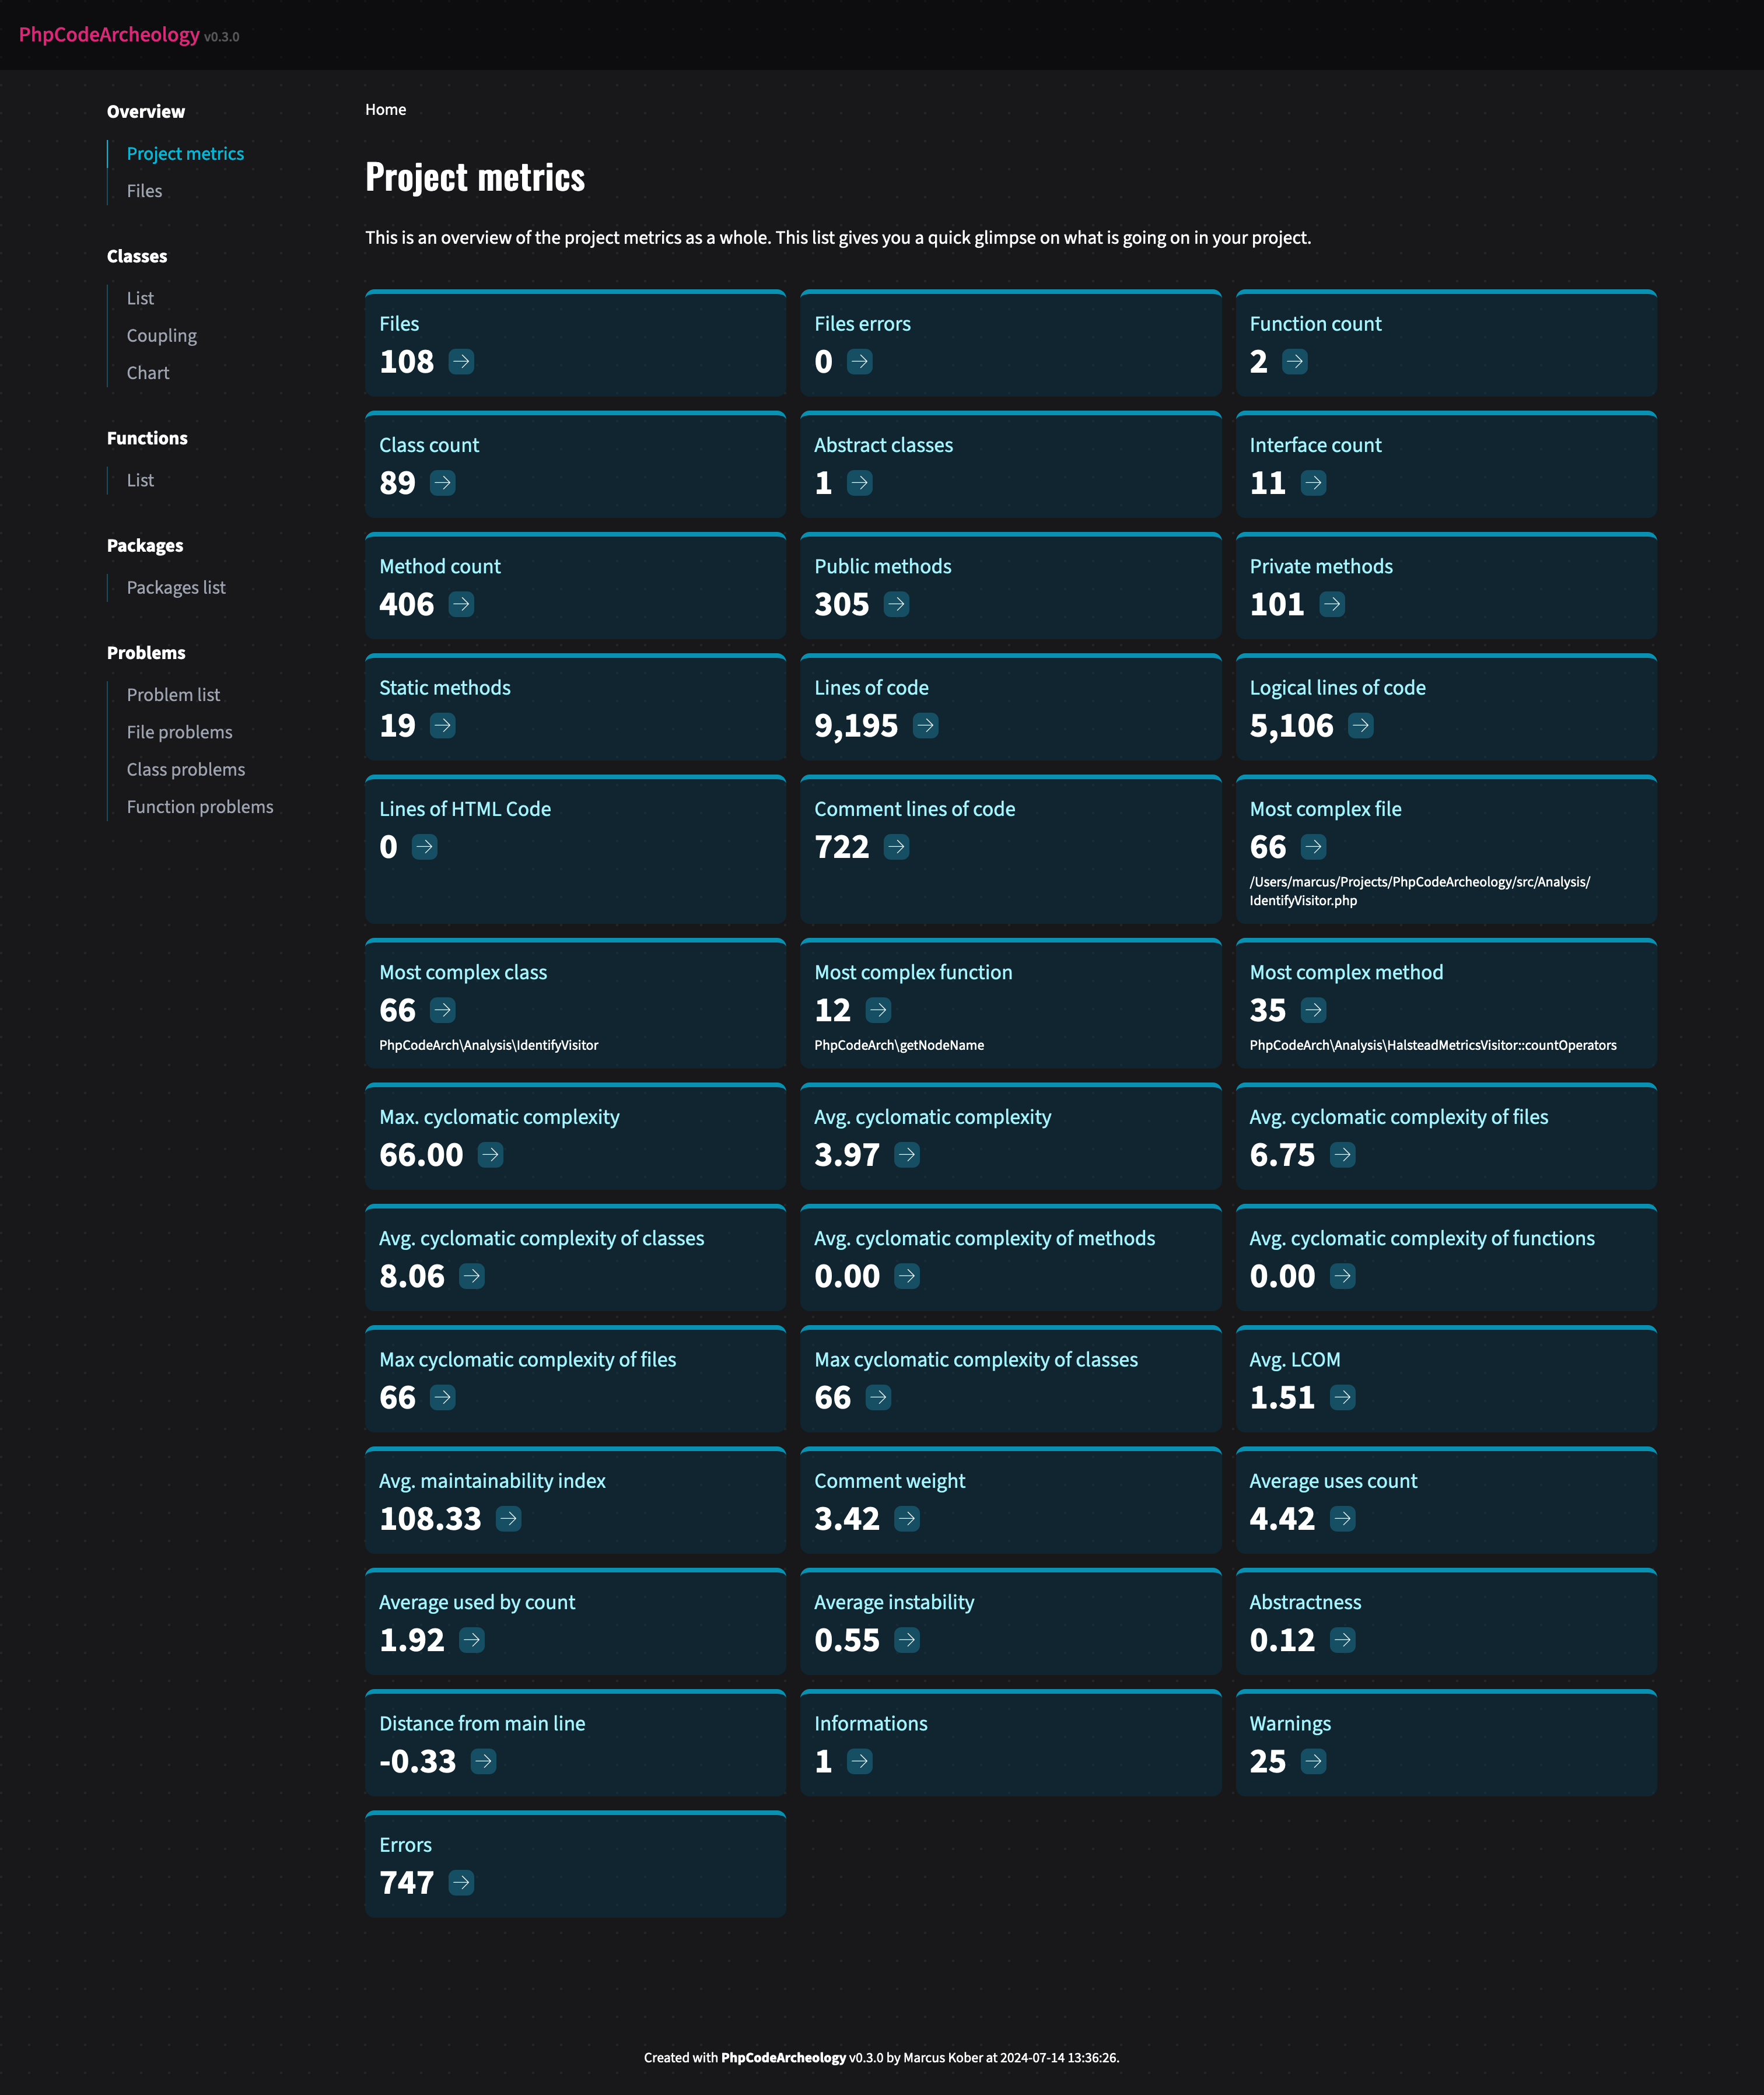 PhpCodeArcheology v0.3.0
Overview
Project metrics
Files
Classes
List
Coupling
Chart
Functions
List
Packages
Packages list
Problems
Problem list
File problems
Class problems
Function problems
Home
Project metrics
This is an overview of the project metrics as a whole. This list gives you a quick glimpse on what is going on in your project.
Files
108
Files errors
0
Function count
2
Class count
89
Abstract classes
1
Interface count
11
Method count
406
Public methods
305
Private methods
101
Static methods
19
Lines of code
9,195
Logical lines of code
5,106
Lines of HTML Code
0
Comment lines of code
722
Most complex file
66
/Users/marcus/Projects/PhpCodeArcheology/src/Analysis/
IdentifyVisitor.php
Most complex class
66
PhpCodeArch\Analysis\IdentifyVisitor
Most complex function
12
PhpCodeArch\getNodeName
Most complex method
35
PhpCodeArch\Analysis\HalsteadMetricsVisitor::countOperators
Max. cyclomatic complexity
66.00
Avg. cyclomatic complexity
3.97
Avg. cyclomatic complexity of files
6.75
Avg. cyclomatic complexity of classes
8.06
Avg. cyclomatic complexity of methods
0.00
Avg. cyclomatic complexity of functions
0.00
Max cyclomatic complexity of files
66
Max cyclomatic complexity of classes
66
Avg. LCOM
1.51
Avg. maintainability index
108.33
Comment weight
3.42
Average uses count
4.42
Average used by count
1.92
Average instability
0.55
Abstractness
0.12
Distance from main line
-0.33
Informations
1
Warnings
25
Errors
747
Created with PhpCodeArcheology v0.3.0 by Marcus Kober at 2024-07-14 13:36:26.